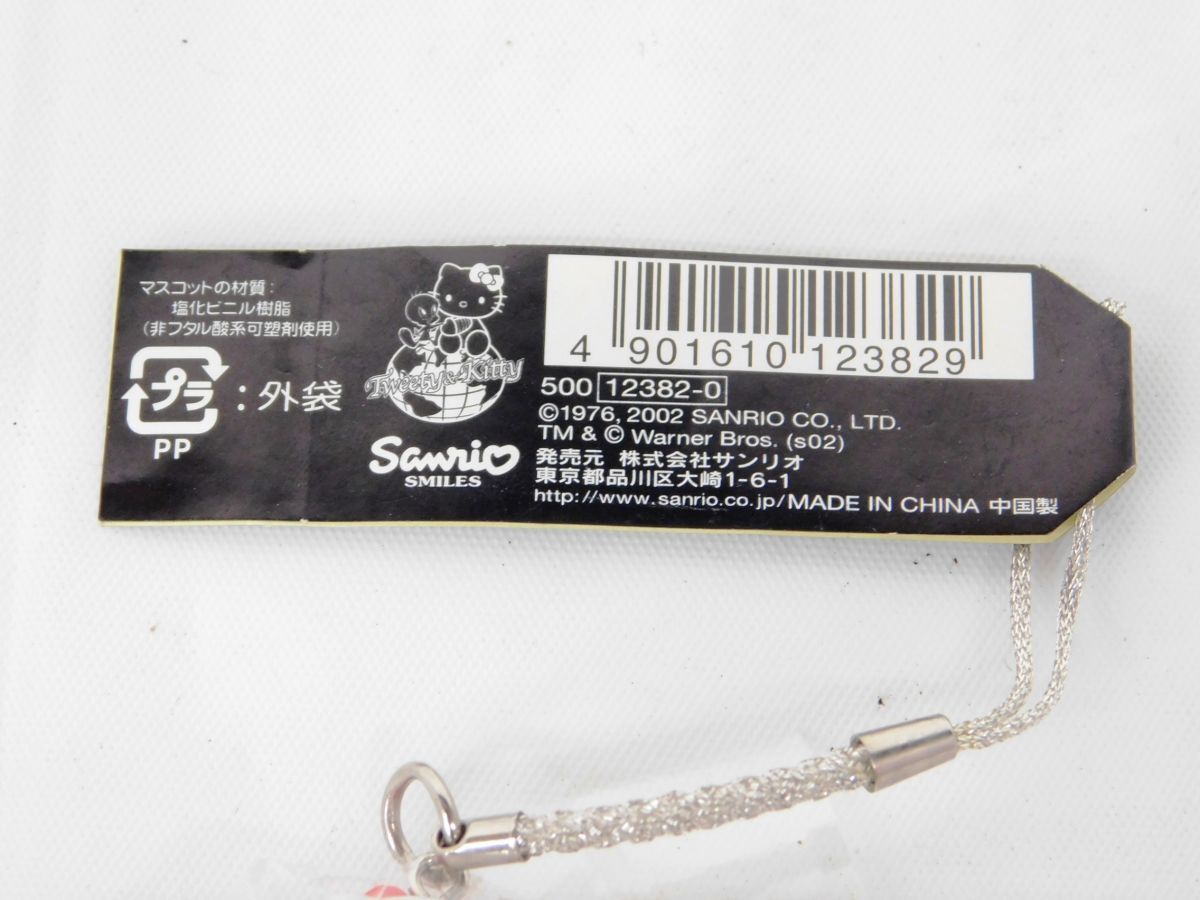 マスコットの材質:
塩化ビニル樹脂
(非フタル酸系可塑剤使用)
プラ
:外袋
PP
Tweety & Kitty
Sanrio
SMILES
4 901610 123829
500 12382-0
©1976, 2002 SANRIO CO., LTD.
TM & © Warner Bros. (s02)
発売元 株式会社サンリオ
東京都品川区大崎1-6-1
http://www.sanrio.co.jp/MADE IN CHINA 中国製